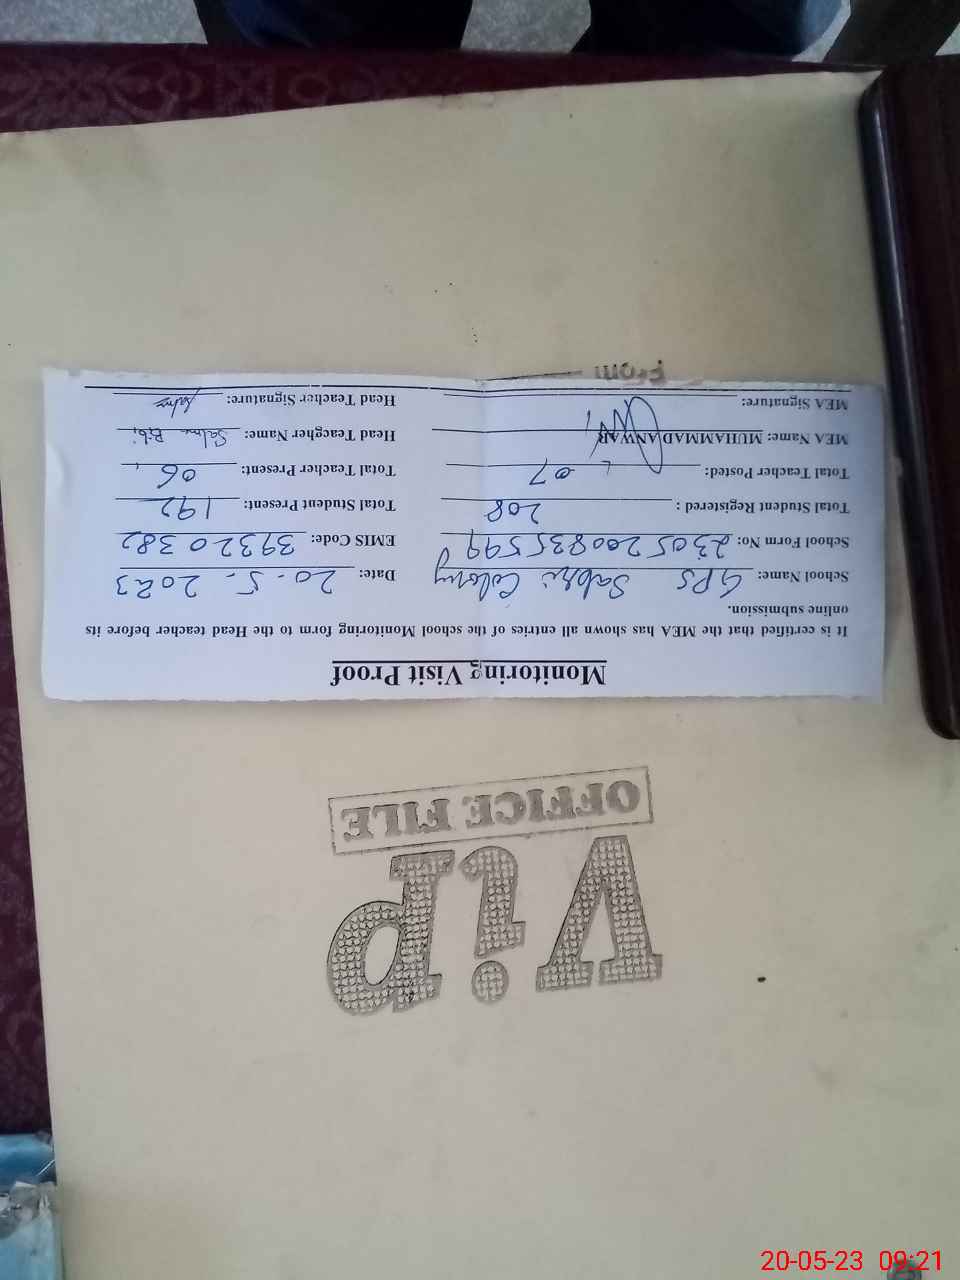 Monitoring Visit Proof
It is certified that the MEA has shown all entries of the school Monitoring form to the Head teacher before its
online submission.
School Name: GPS Sabri Colony Date: 20-5-2023
School Form No: 2305200835599 EMIS Code: 39320382
Total Student Registered : 208 Total Student Present: 192
Total Teacher Posted: 07 Total Teacher Present: 06
MEA Name: MUHAMMAD ANWAR Head Teacgher Name: Salma Bibi
MEA Signature: Head Teacher Signature: Salma
From
OFFICE FILE
ViP
20-05-23 09:21